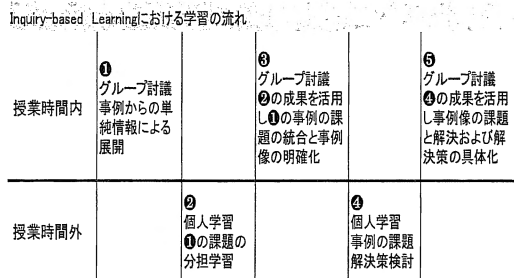 Inquiry-based Learningにおける学習の流れ
授業時間内
❶
グループ討議
事例からの単
純情報による
展開
❸
グループ討議
❷の成果を活用
し❶の事例の課
題の統合と事例
像の明確化
❺
グループ討議
❹の成果を活用
し事例像の課題
と解決および解
決策の具体化
授業時間外
❷
個人学習
❶の課題の
分担学習
❹
個人学習
事例の課題
解決策検討